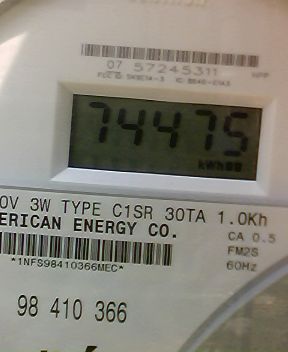 07 57245311
74475
kWh
0V 3W TYPE C1SR 30TA 1.0Kh
ERICAN ENERGY CO.
CA 0.5
FM2S
60Hz
*1NFS98410366MEC*
98 410 366